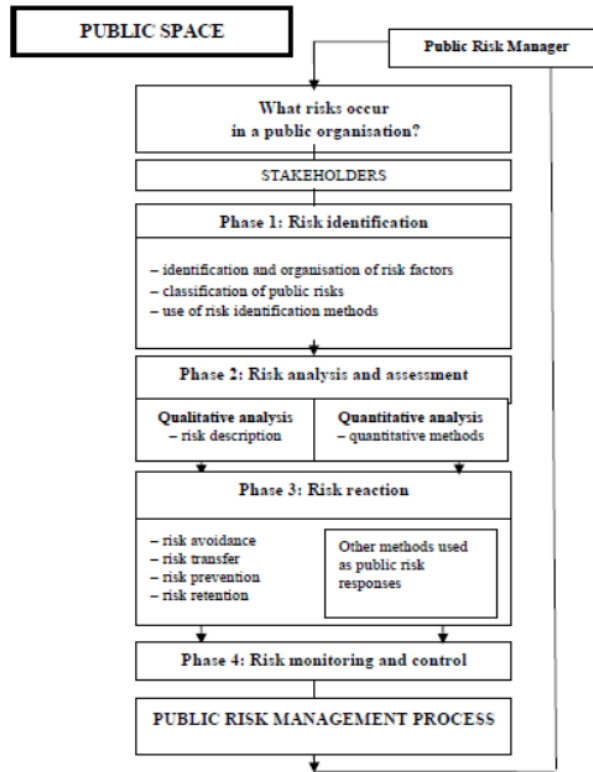 PUBLIC SPACE
Public Risk Manager
What risks occur
in a public organisation?
STAKEHOLDERS
Phase 1: Risk identification
– identification and organisation of risk factors
– classification of public risks
– use of risk identification methods
Phase 2: Risk analysis and assessment
Qualitative analysis
– risk description
Quantitative analysis
– quantitative methods
Phase 3: Risk reaction
– risk avoidance
– risk transfer
– risk prevention
– risk retention
Other methods used
as public risk
responses
Phase 4: Risk monitoring and control
PUBLIC RISK MANAGEMENT PROCESS